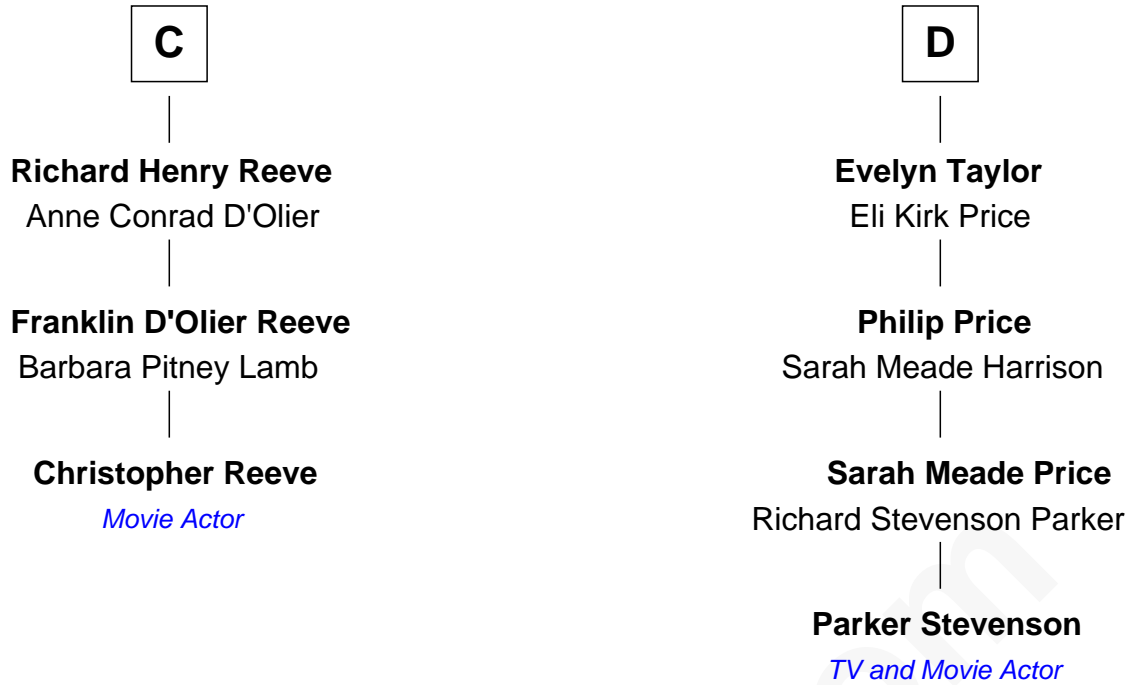 C
Richard Henry Reeve
Anne Conrad D'Olier
Franklin D'Olier Reeve
Barbara Pitney Lamb
Christopher Reeve
Movie Actor
D
Evelyn Taylor
Eli Kirk Price
Philip Price
Sarah Meade Harrison
Sarah Meade Price
Richard Stevenson Parker
Parker Stevenson
TV and Movie Actor